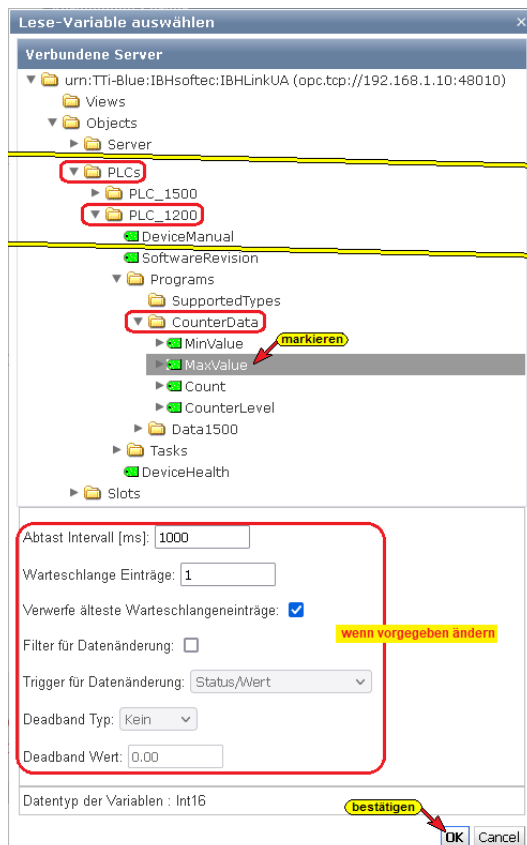 Lese-Variable auswählen
Verbundene Server
urn:TTi-Blue:IBHsoftec:IBHLinkUA (opc.tcp://192.168.1.10:48010)
Views
Objects
Server
PLCs
PLC_1500
PLC_1200
DeviceManual
SoftwareRevision
Programs
SupportedTypes
CounterData
MinValue markieren
MaxValue
Count
CounterLevel
Data1500
Tasks
DeviceHealth
Slots
Abtast Intervall [ms]: 1000
Warteschlange Einträge: 1
Verwerfe älteste Warteschlangeneinträge:
wenn vorgegeben ändern
Filter für Datenänderung:
Trigger für Datenänderung: Status/Wert
Deadband Typ: Kein
Deadband Wert: 0.00
Datentyp der Variablen : Int16
bestätigen
OK Cancel